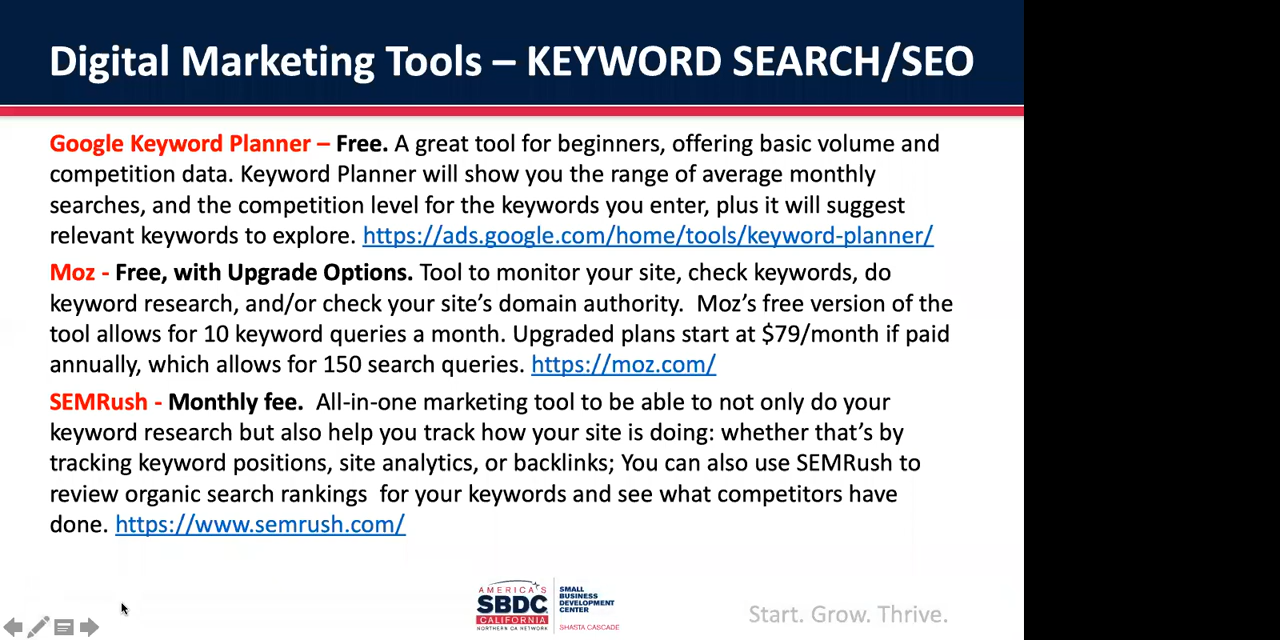 Digital Marketing Tools – KEYWORD SEARCH/SEO
Google Keyword Planner – Free. A great tool for beginners, offering basic volume and
competition data. Keyword Planner will show you the range of average monthly
searches, and the competition level for the keywords you enter, plus it will suggest
relevant keywords to explore. https://ads.google.com/home/tools/keyword-planner/
Moz - Free, with Upgrade Options. Tool to monitor your site, check keywords, do
keyword research, and/or check your site’s domain authority.  Moz’s free version of the
tool allows for 10 keyword queries a month. Upgraded plans start at $79/month if paid
annually, which allows for 150 search queries. https://moz.com/
SEMRush - Monthly fee.  All-in-one marketing tool to be able to not only do your
keyword research but also help you track how your site is doing: whether that’s by
tracking keyword positions, site analytics, or backlinks; You can also use SEMRush to
review organic search rankings  for your keywords and see what competitors have
done. https://www.semrush.com/
AMERICA'S
SBDC
CALIFORNIA
NORTHERN CA NETWORK
SMALL
BUSINESS
DEVELOPMENT
CENTER
SHASTA CASCADE
Start. Grow. Thrive.